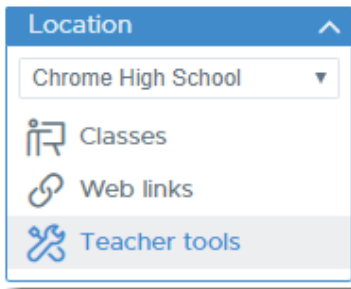 Location
Chrome High School
Classes
Web links
Teacher tools